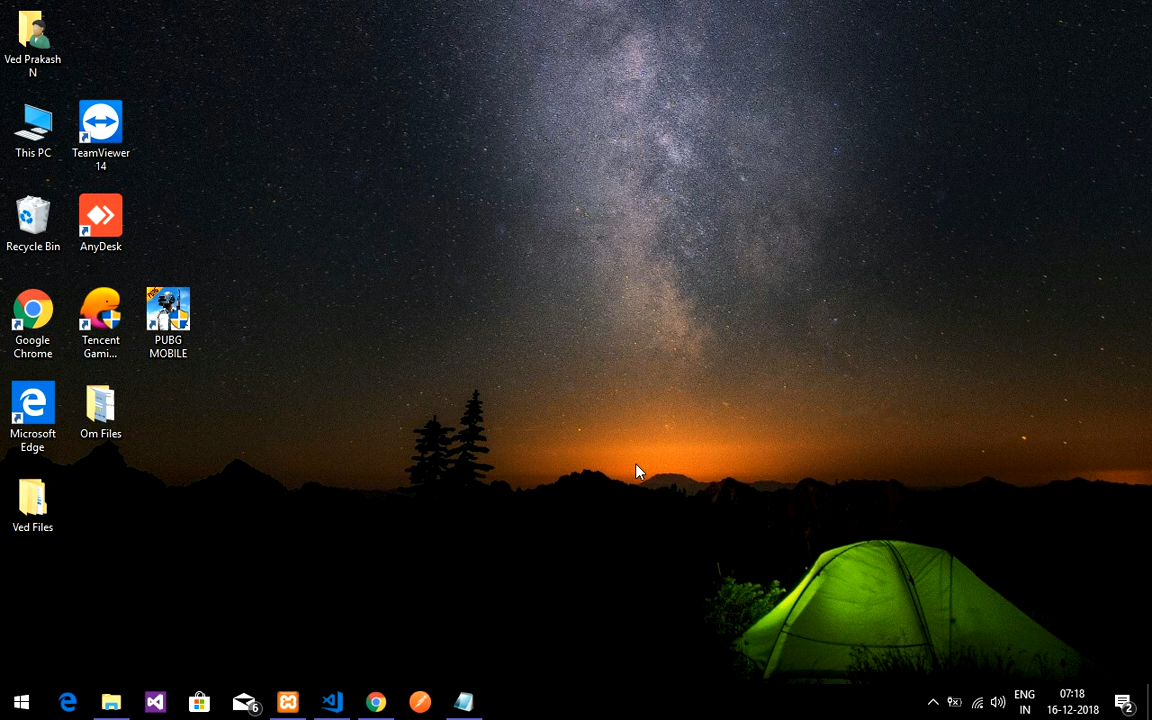 Ved Prakash
N
This PC
TeamViewer
14
Recycle Bin
AnyDesk
Google
Chrome
Tencent
Gami...
PUBG
MOBILE
Microsoft
Edge
Om Files
Ved Files
6
ENG
IN
07:18
16-12-2018
2